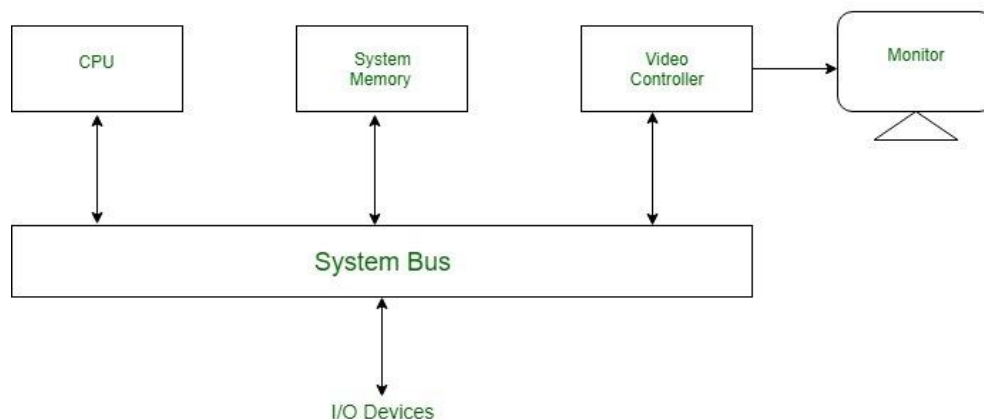 CPU
System
Memory
Video
Controller
Monitor
System Bus
I/O Devices